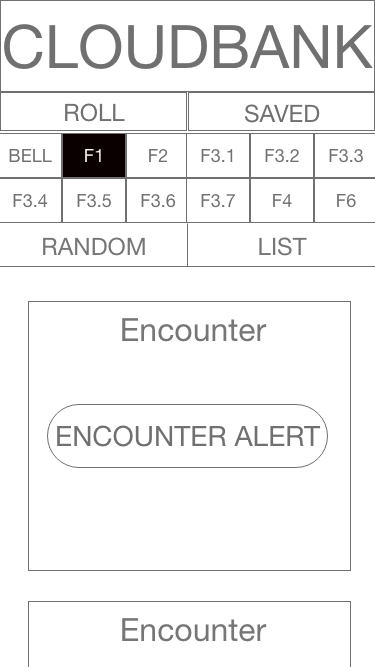 CLOUDBANK
ROLL SAVED
BELL F1 F2 F3.1 F3.2 F3.3
F3.4 F3.5 F3.6 F3.7 F4 F6
RANDOM LIST
Encounter
ENCOUNTER ALERT
Encounter